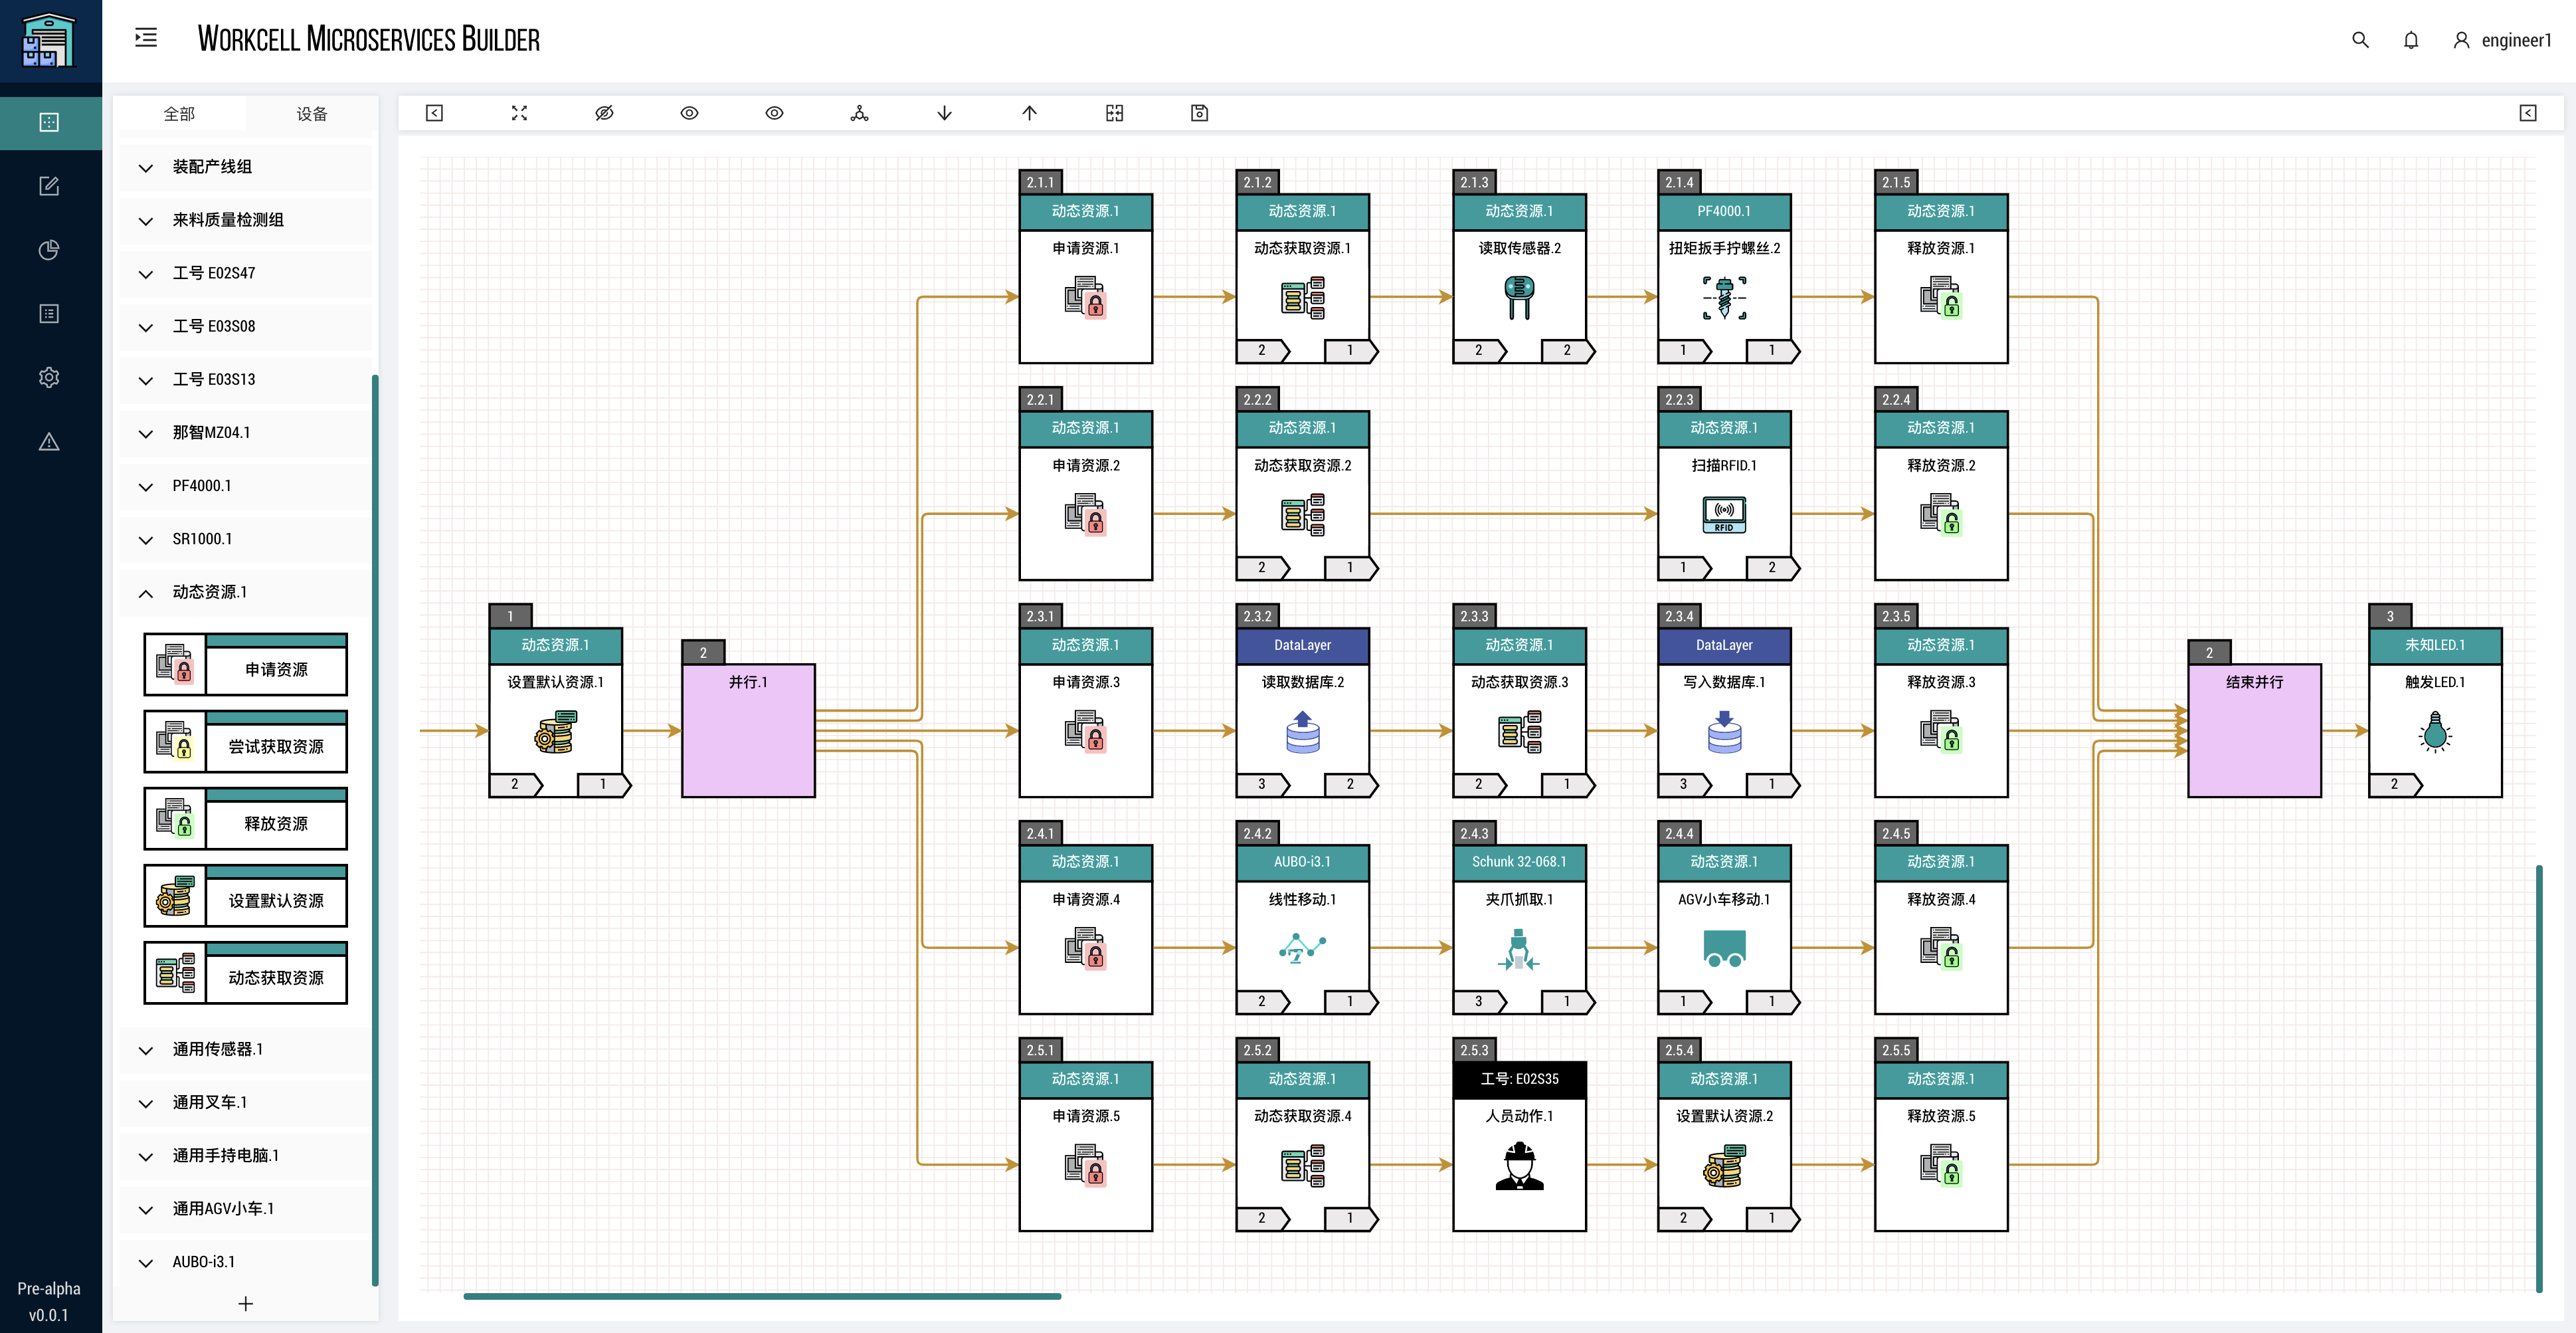 WORKCELL MICROSERVICES BUILDER
engineer1
全部
设备
装配产线组
来料质量检测组
工号 E02S47
工号 E03S08
工号 E03S13
那智MZ04.1
PF4000.1
SR1000.1
动态资源.1
申请资源
尝试获取资源
释放资源
设置默认资源
动态获取资源
通用传感器.1
通用叉车.1
通用手持电脑.1
通用AGV小车.1
AUBO-i3.1
Pre-alpha
v0.0.1
1
动态资源.1
设置默认资源.1
2
1
2
并行.1
2.1.1
动态资源.1
申请资源.1
2.1.2
动态资源.1
动态获取资源.1
2
1
2.1.3
动态资源.1
读取传感器.2
2
2
2.1.4
PF4000.1
扭矩扳手拧螺丝.2
1
1
2.1.5
动态资源.1
释放资源.1
2.2.1
动态资源.1
申请资源.2
2.2.2
动态资源.1
动态获取资源.2
2
1
2.2.3
动态资源.1
扫描RFID.1
RFID
1
2
2.2.4
动态资源.1
释放资源.2
2.3.1
动态资源.1
申请资源.3
2.3.2
DataLayer
读取数据库.2
3
2
2.3.3
动态资源.1
动态获取资源.3
2
1
2.3.4
DataLayer
写入数据库.1
3
1
2.3.5
动态资源.1
释放资源.3
2.4.1
动态资源.1
申请资源.4
2.4.2
AUBO-i3.1
线性移动.1
2
1
2.4.3
Schunk 32-068.1
夹爪抓取.1
3
1
2.4.4
动态资源.1
AGV小车移动.1
1
1
2.4.5
动态资源.1
释放资源.4
2.5.1
动态资源.1
申请资源.5
2.5.2
动态资源.1
动态获取资源.4
2
1
2.5.3
工号: E02S35
人员动作.1
2.5.4
动态资源.1
设置默认资源.2
2
1
2.5.5
动态资源.1
释放资源.5
2
结束并行
3
未知LED.1
触发LED.1
2